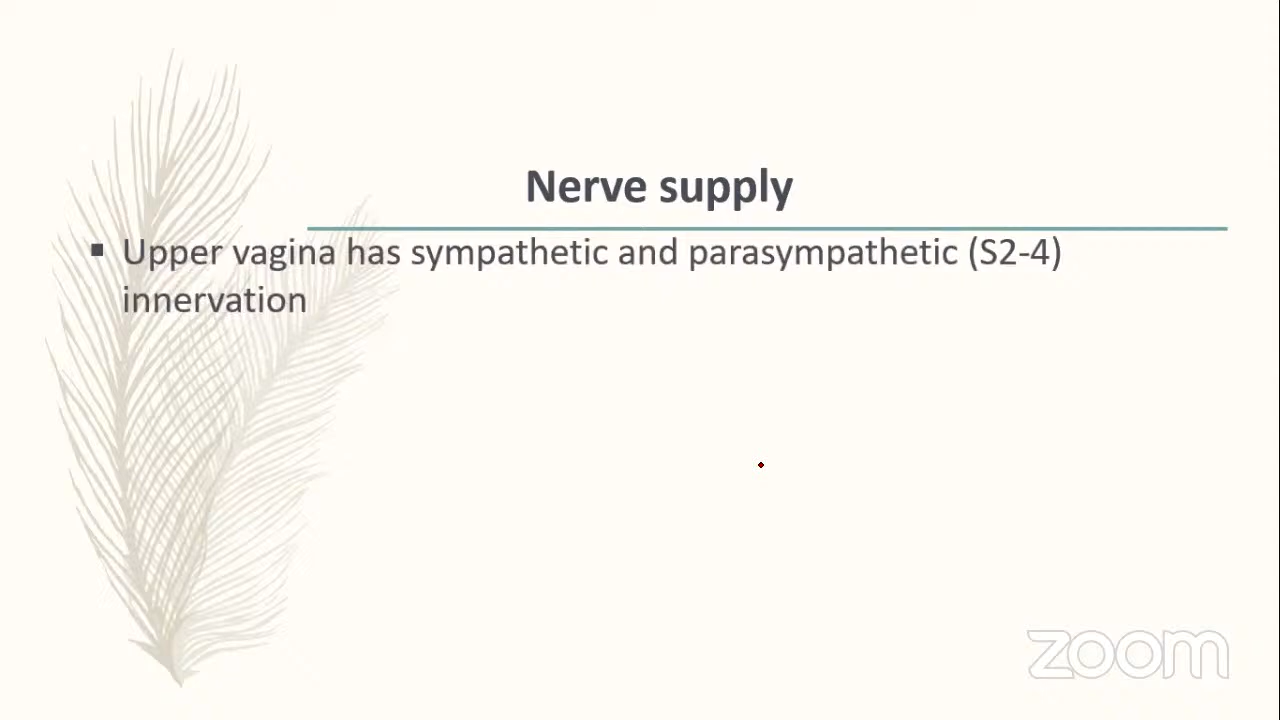 Nerve supply
▪ Upper vagina has sympathetic and parasympathetic (S2-4)
innervation
zoom